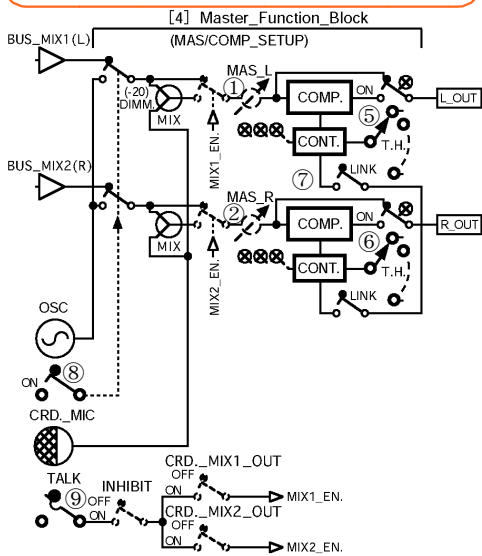 [4] Master_Function_Block
BUS_MIX1(L)
(MAS/COMP_SETUP)
(-20)
DIMM.
MIX
MIX1_EN.
①
MAS_L
COMP.
ON
L_OUT
CONT.
⑤
T.H.
⑦
LINK
BUS_MIX2(R)
MIX
MIX2_EN.
②
MAS_R
COMP.
ON
R_OUT
CONT.
⑥
T.H.
LINK
OSC
ON
⑧
CRD._MIC
TALK
⑨
OFF
ON
INHIBIT
CRD._MIX1_OUT
OFF
ON
MIX1_EN.
CRD._MIX2_OUT
OFF
ON
MIX2_EN.